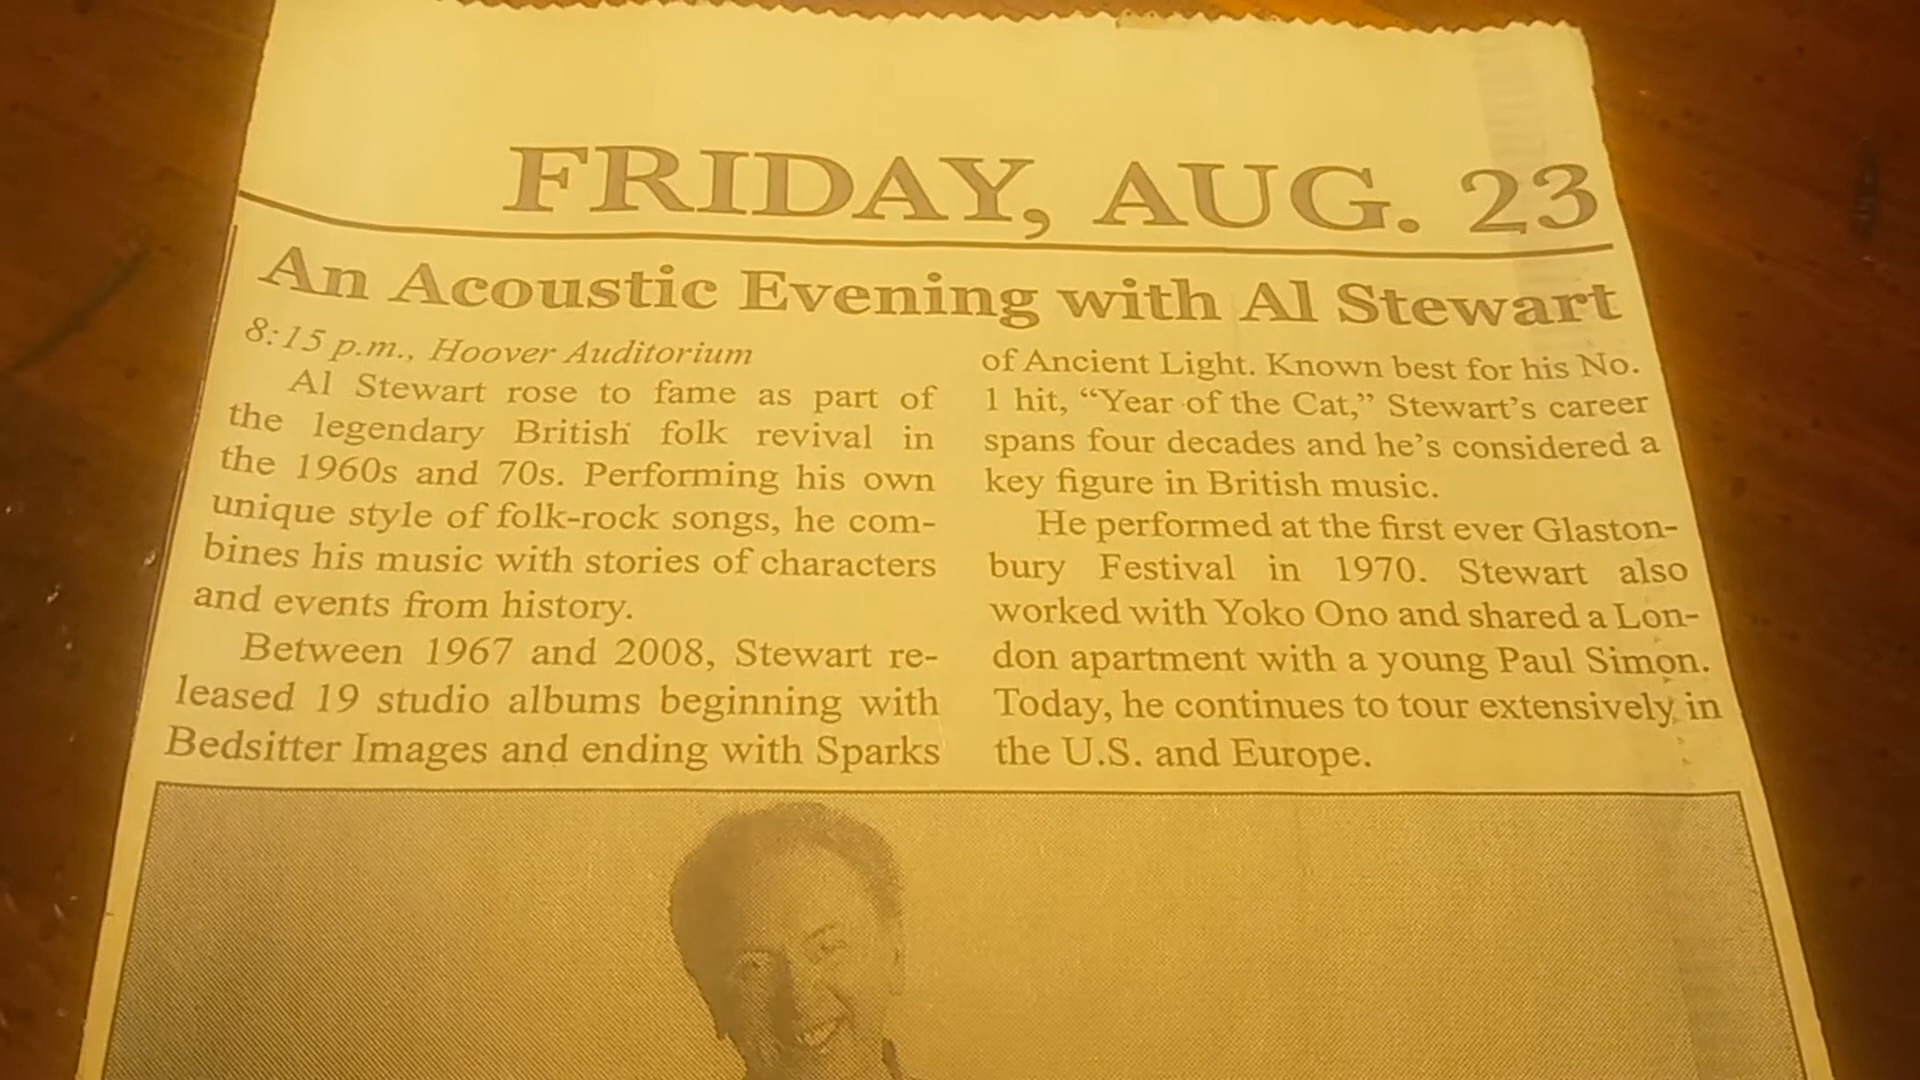 FRIDAY, AUG. 23
An Acoustic Evening with Al Stewart
8:15 p.m., Hoover Auditorium
Al Stewart rose to fame as part of
the legendary British folk revival in
the 1960s and 70s. Performing his own
unique style of folk-rock songs, he com-
bines his music with stories of characters
and events from history.
Between 1967 and 2008, Stewart re-
leased 19 studio albums beginning with
Bedsitter Images and ending with Sparks
of Ancient Light. Known best for his No.
1 hit, “Year of the Cat,” Stewart’s career
spans four decades and he’s considered a
key figure in British music.
He performed at the first ever Glaston-
bury Festival in 1970. Stewart also
worked with Yoko Ono and shared a Lon-
don apartment with a young Paul Simon.
Today, he continues to tour extensively in
the U.S. and Europe.